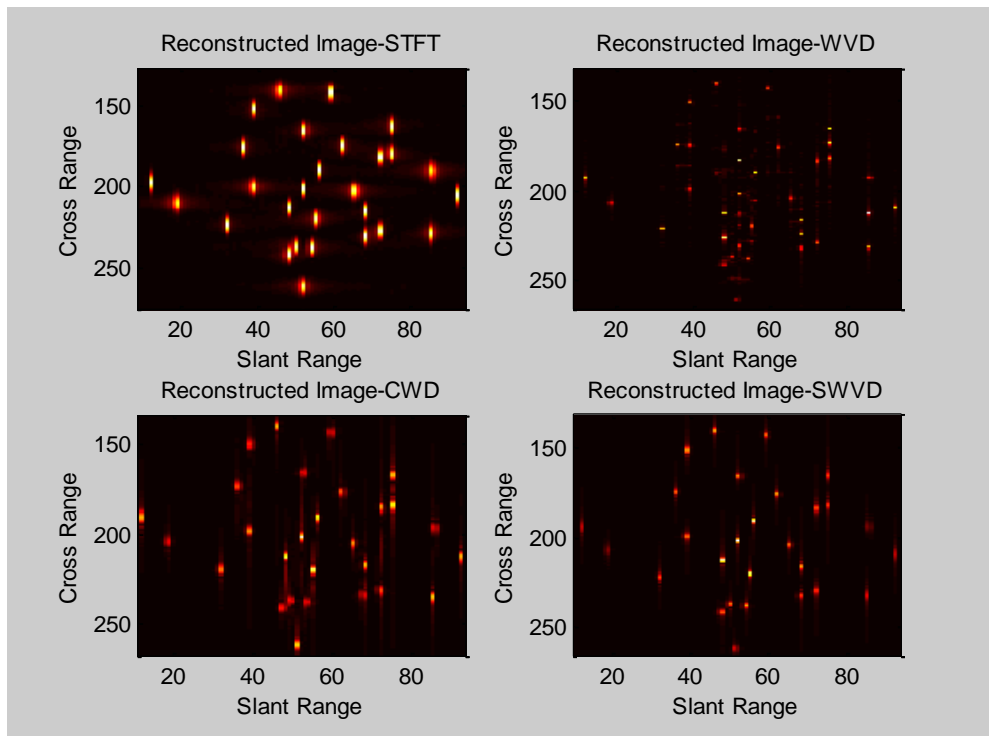 Reconstructed Image-STFT
Cross Range
150
200
250
20 40 60 80
Slant Range
Reconstructed Image-WVD
Cross Range
150
200
250
20 40 60 80
Slant Range
Reconstructed Image-CWD
Cross Range
150
200
250
20 40 60 80
Slant Range
Reconstructed Image-SWVD
Cross Range
150
200
250
20 40 60 80
Slant Range